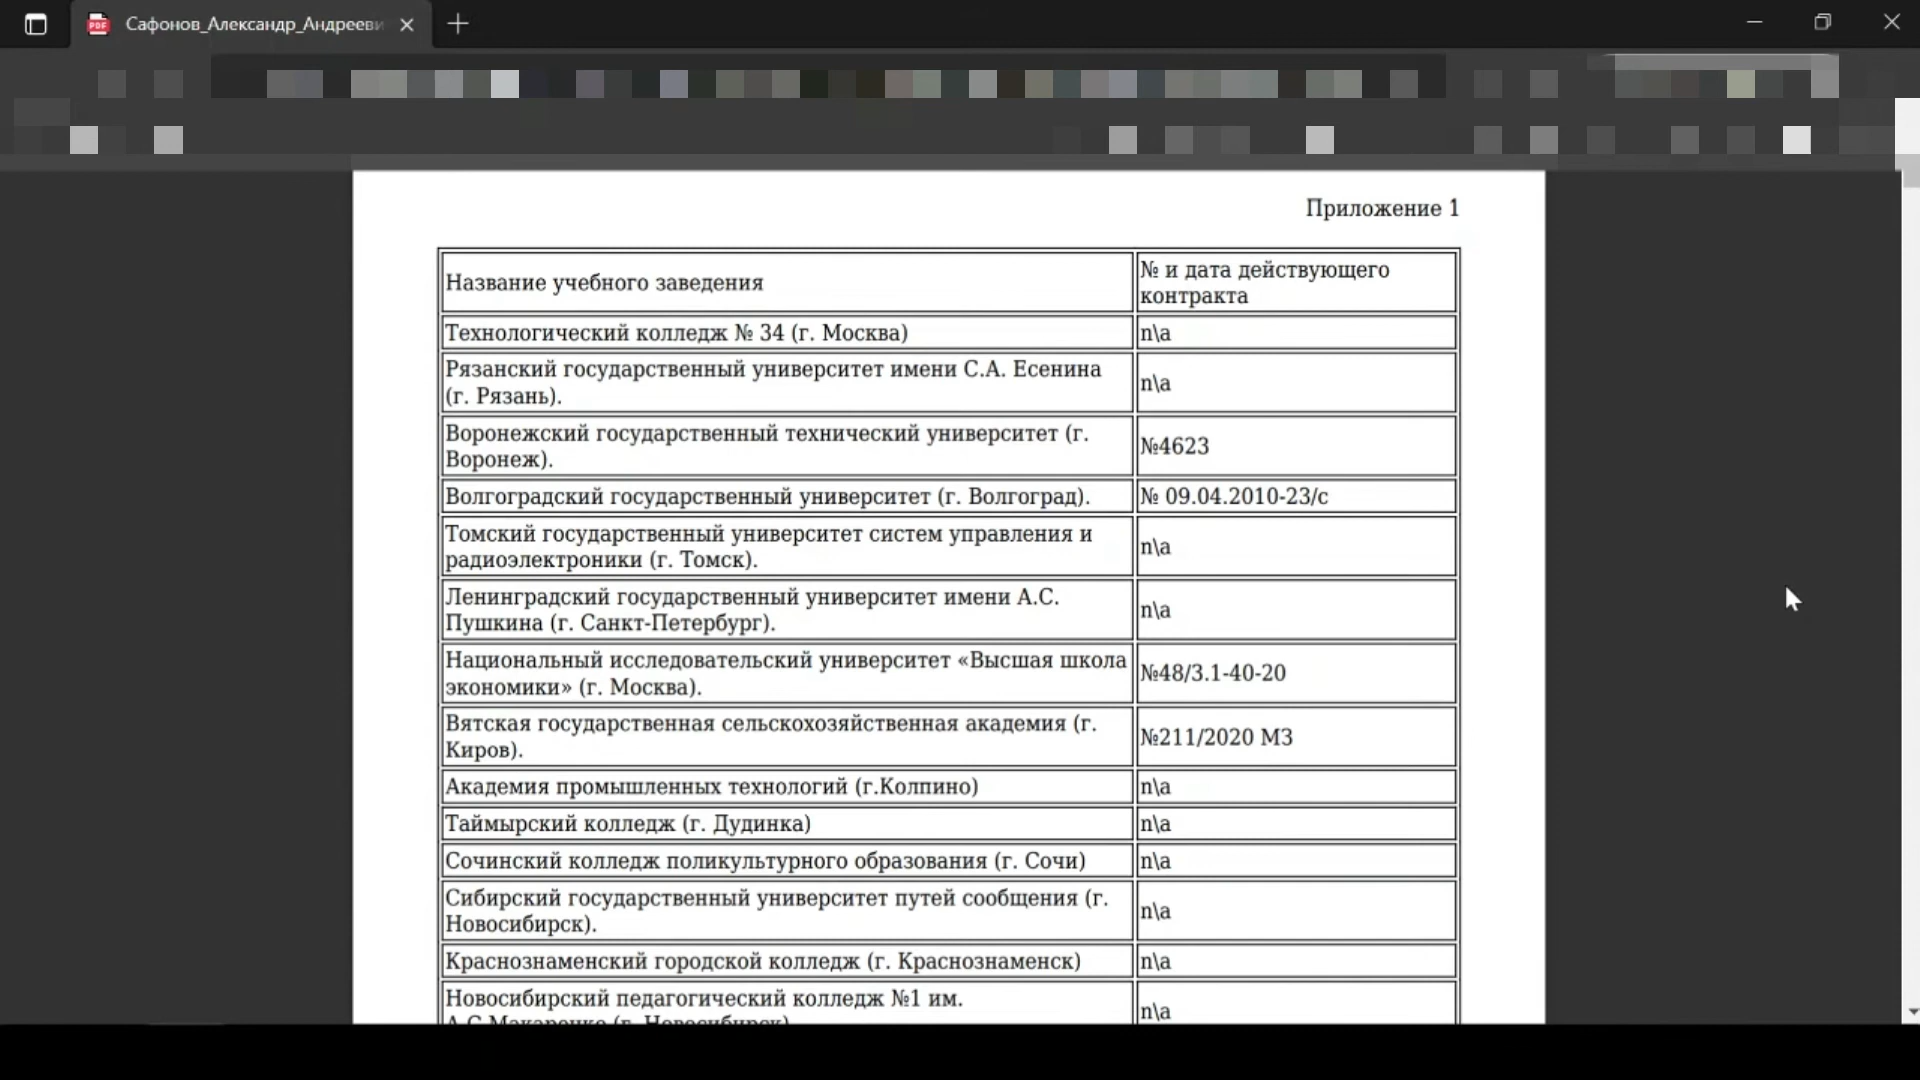 Сафонов_Александр_Андрееви
Приложение 1
Название учебного заведения
№ и дата действующего
контракта
Технологический колледж № 34 (г. Москва)
n\a
Рязанский государственный университет имени С.А. Есенина
(г. Рязань).
n\a
Воронежский государственный технический университет (г.
Воронеж).
№4623
Волгоградский государственный университет (г. Волгоград).
№ 09.04.2010-23/с
Томский государственный университет систем управления и
радиоэлектроники (г. Томск).
n\a
Ленинградский государственный университет имени А.С.
Пушкина (г. Санкт-Петербург).
n\a
Национальный исследовательский университет «Высшая школа
экономики» (г. Москва).
№48/3.1-40-20
Вятская государственная сельскохозяйственная академия (г.
Киров).
№211/2020 МЗ
Академия промышленных технологий (г.Колпино)
n\a
Таймырский колледж (г. Дудинка)
n\a
Сочинский колледж поликультурного образования (г. Сочи)
n\a
Сибирский государственный университет путей сообщения (г.
Новосибирск).
n\a
Краснознаменский городской колледж (г. Краснознаменск)
n\a
Новосибирский педагогический колледж №1 им.
А.С.Макаренко (г. Новосибирск)
n\a